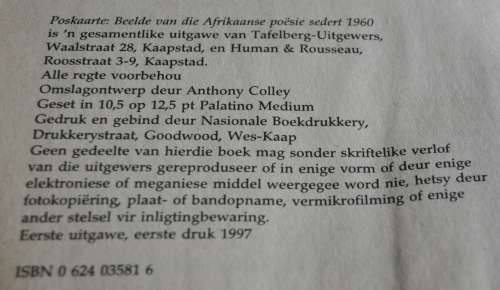 Poskaarte: Beelde van die Afrikaanse poësie sedert 1960
is 'n gesamentlike uitgawe van Tafelberg-Uitgewers,
Waalstraat 28, Kaapstad, en Human & Rousseau,
Roosstraat 3-9, Kaapstad.
Alle regte voorbehou
Omslagontwerp deur Anthony Colley
Geset in 10,5 op 12,5 pt Palatino Medium
Gedruk en gebind deur Nasionale Boekdrukkery,
Drukkerystraat, Goodwood, Wes-Kaap
Geen gedeelte van hierdie boek mag sonder skriftelike verlof
van die uitgewers gereproduseer of in enige vorm of deur enige
elektroniese of meganiese middel weergegee word nie, hetsy deur
fotokopiëring, plaat- of bandopname, vermikrofilming of enige
ander stelsel vir inligtingbewaring.
Eerste uitgawe, eerste druk 1997
ISBN 0 624 03581 6